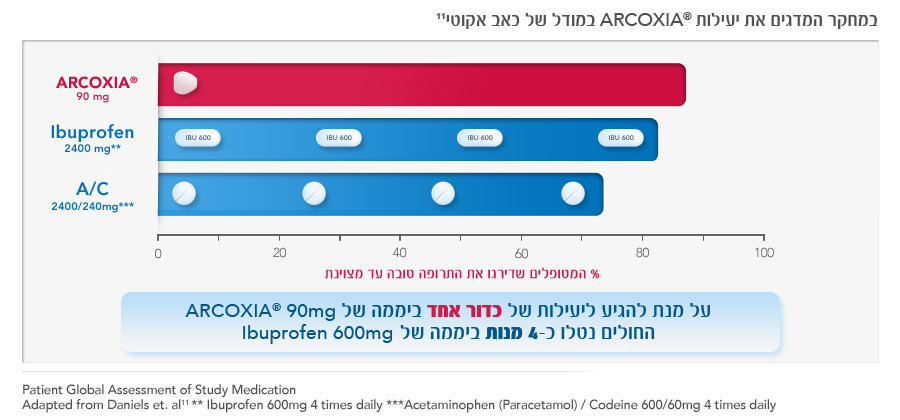 במחקר המדגים את יעילות ARCOXIA® במודל של כאב אקוטי¹¹
ARCOXIA®
90 mg
IBU 600 IBU 600 IBU 600 IBU 600
Ibuprofen
2400 mg**
A/C
2400/240mg***
0 20 40 60 80 100
% המטופלים שדירגו את התרופה טובה עד מצוינת
על מנת להגיע ליעילות של כדור אחד ביממה של ARCOXIA® 90mg
החולים נטלו כ-4 מנות ביממה של Ibuprofen 600mg
Patient Global Assessment of Study Medication
Adapted from Daniels et. al¹¹ ** Ibuprofen 600mg 4 times daily ***Acetaminophen (Paracetamol) / Codeine 600/60mg 4 times daily